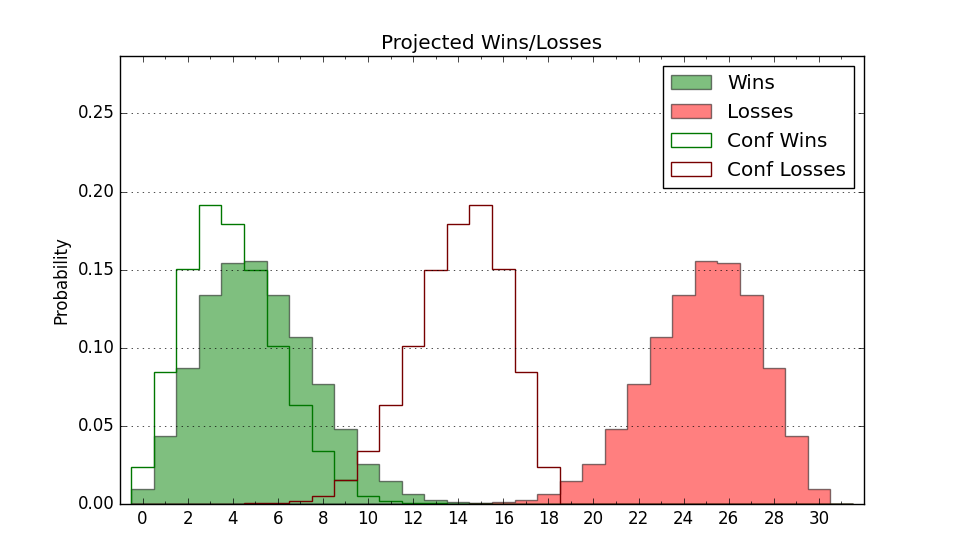 Projected Wins/Losses
Wins
Losses
Conf Wins
Conf Losses
Probability
0.25
0.20
0.15
0.10
0.05
0.00
0 2 4 6 8 10 12 14 16 18 20 22 24 26 28 30